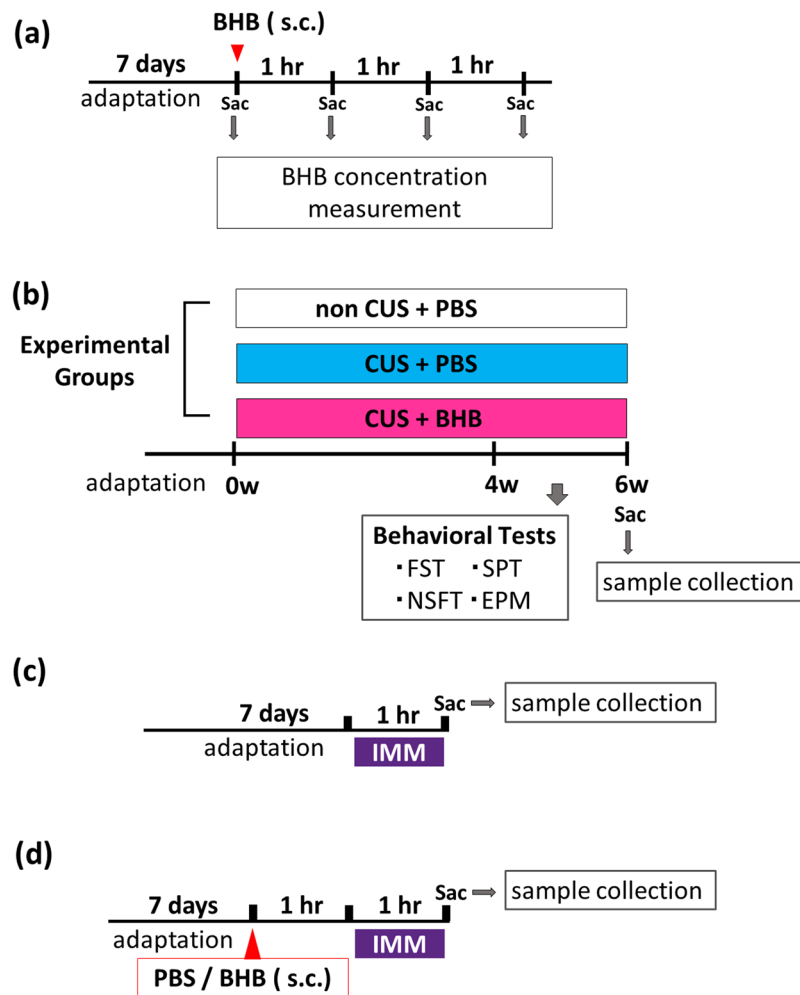 (a)
BHB ( s.c.)
7 days 1 hr 1 hr 1 hr
adaptation Sac Sac Sac Sac
BHB concentration
measurement
(b)
non CUS + PBS
Experimental
Groups
CUS + PBS
CUS + BHB
adaptation 0w 4w 6w
Sac
Behavioral Tests
・FST ・SPT
・NSFT ・EPM
sample collection
(c)
7 days 1 hr Sac sample collection
adaptation IMM
(d)
7 days 1 hr 1 hr Sac sample collection
adaptation IMM
PBS / BHB ( s.c.)